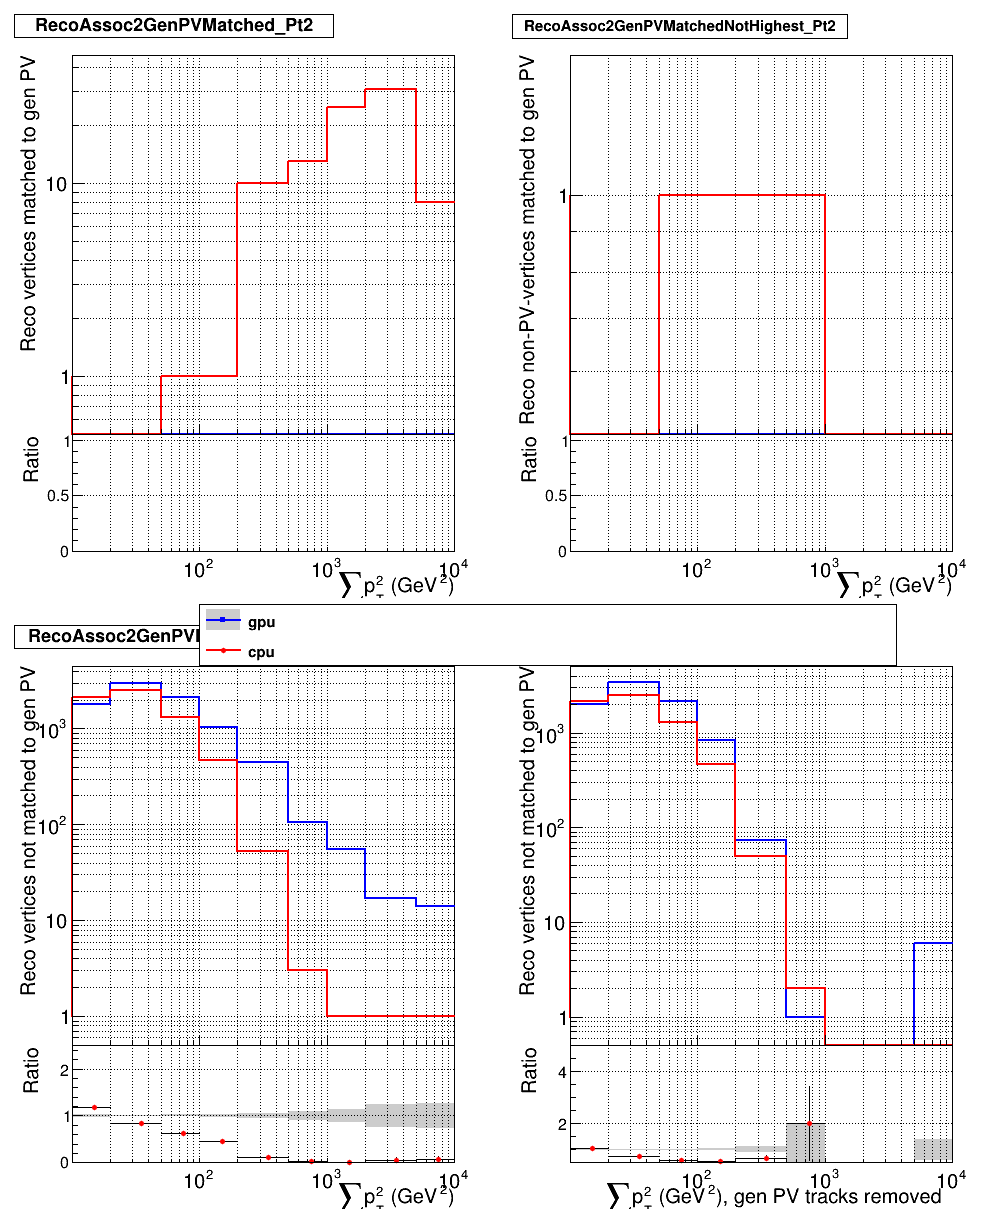 RecoAssoc2GenPVMatched_Pt2
RecoAssoc2GenPVMatchedNotHighest_Pt2
Reco vertices matched to gen PV
10
1
Ratio
1
0.5
0
10² 10³ 10⁴
∑ p_T² (GeV²)
Reco non-PV-vertices matched to gen PV
1
Ratio
1
0.5
0
10² 10³ 10⁴
∑ p_T² (GeV²)
gpu
cpu
RecoAssoc2GenPV
Reco vertices not matched to gen PV
10³
10²
10
1
Ratio
2
1
0
10² 10³ 10⁴
∑ p_T² (GeV²)
Reco vertices not matched to gen PV
10³
10²
10
1
Ratio
4
2
10² 10³ 10⁴
∑ p_T² (GeV²), gen PV tracks removed